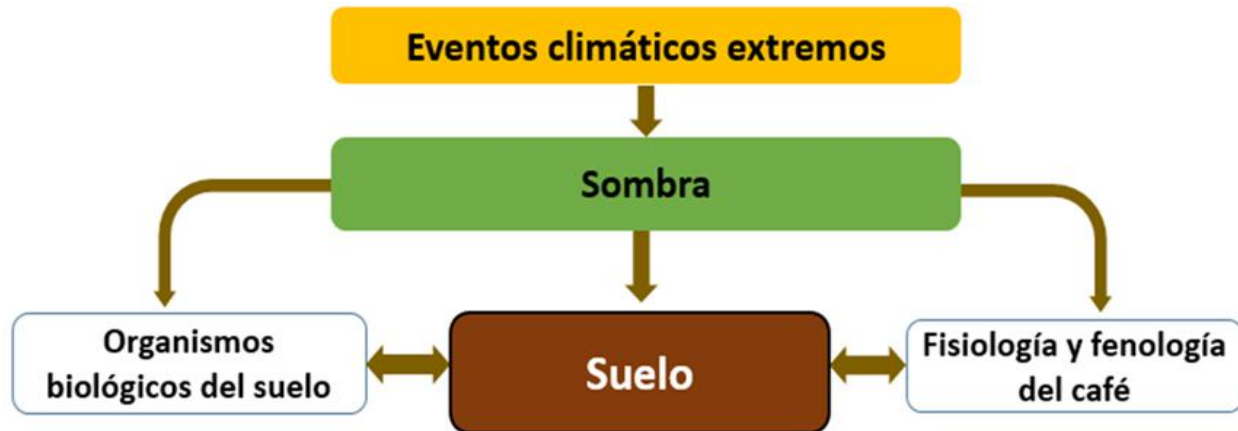 Eventos climáticos extremos
Sombra
Organismos
biológicos del suelo
Suelo
Fisiología y fenología
del café